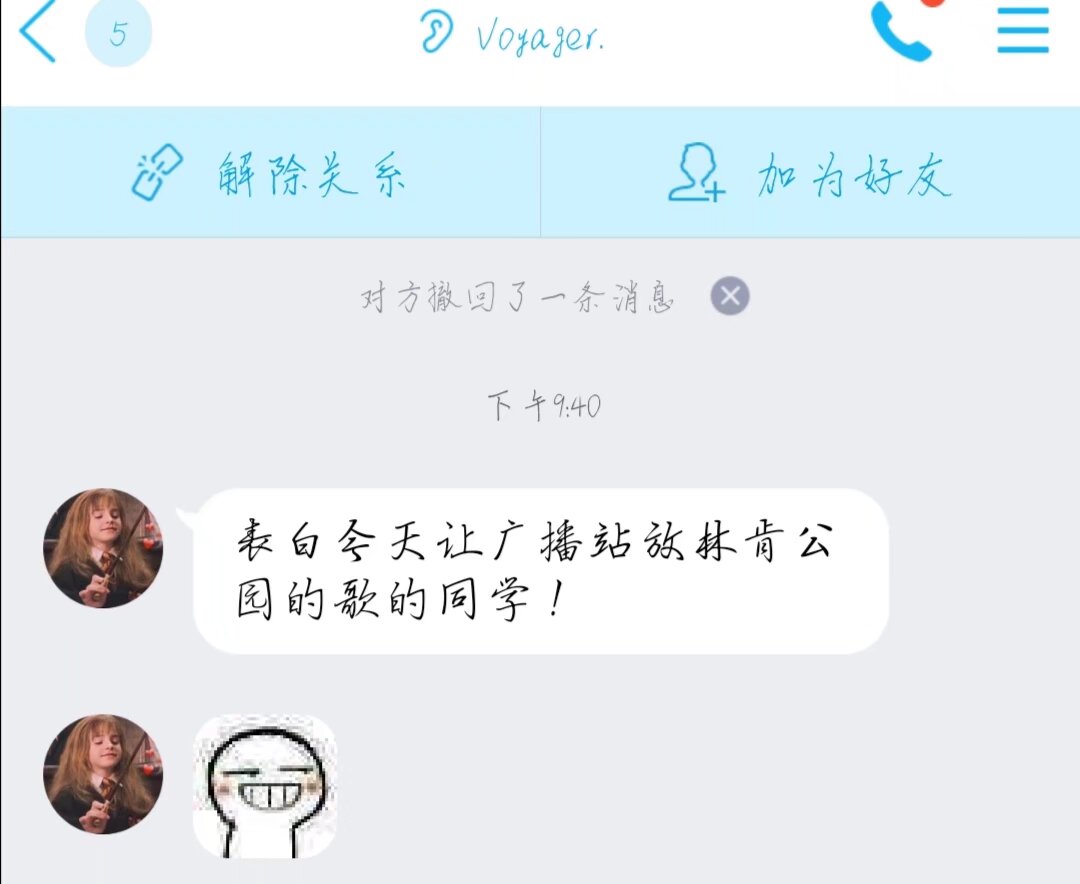 5
Voyager.
解除关系
加为好友
对方撤回了一条消息
下午9:40
表白今天让广播站放林肯公
园的歌的同学！